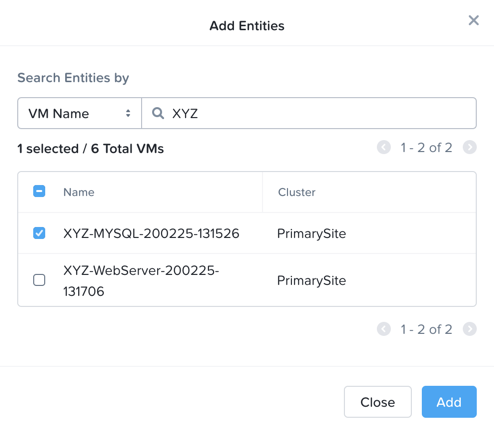 Add Entities
Search Entities by
VM Name XYZ
1 selected / 6 Total VMs 1 - 2 of 2
Name Cluster
XYZ-MYSQL-200225-131526 PrimarySite
XYZ-WebServer-200225-
131706 PrimarySite
1 - 2 of 2
Close Add